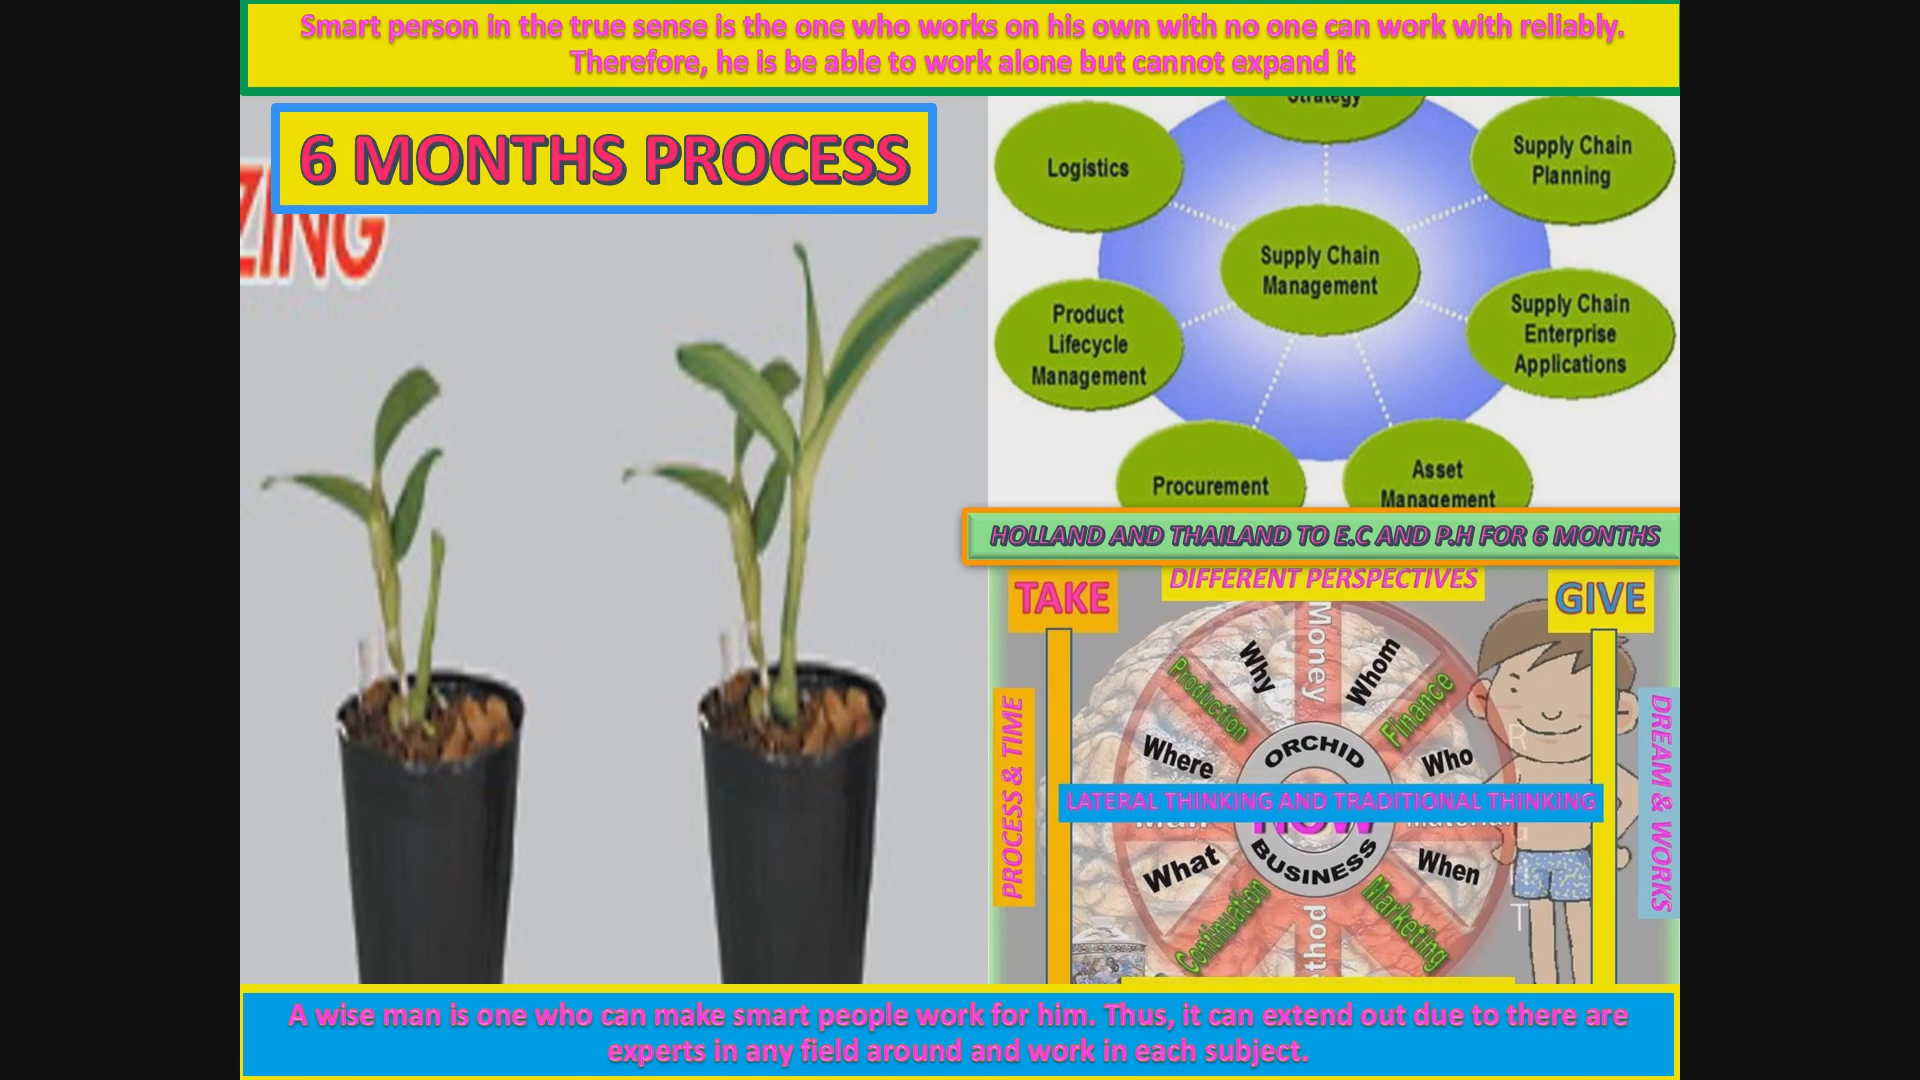 Smart person in the true sense is the one who works on his own with no one can work with reliably.
Therefore, he is be able to work alone but cannot expand it
6 MONTHS PROCESS
ZING
Strategy
Logistics
Supply Chain
Planning
Supply Chain
Management
Product
Lifecycle
Management
Supply Chain
Enterprise
Applications
Procurement
Asset
Management
HOLLAND AND THAILAND TO E.C AND P.H FOR 6 MONTHS
DIFFERENT PERSPECTIVES
TAKE
GIVE
PROCESS & TIME
DREAM & WORKS
Money
Why
Whom
Production
Finance
Where
Who
ORCHID
LATERAL THINKING AND TRADITIONAL THINKING
HOW
BUSINESS
What
When
Continuation
Marketing
A wise man is one who can make smart people work for him. Thus, it can extend out due to there are
experts in any field around and work in each subject.